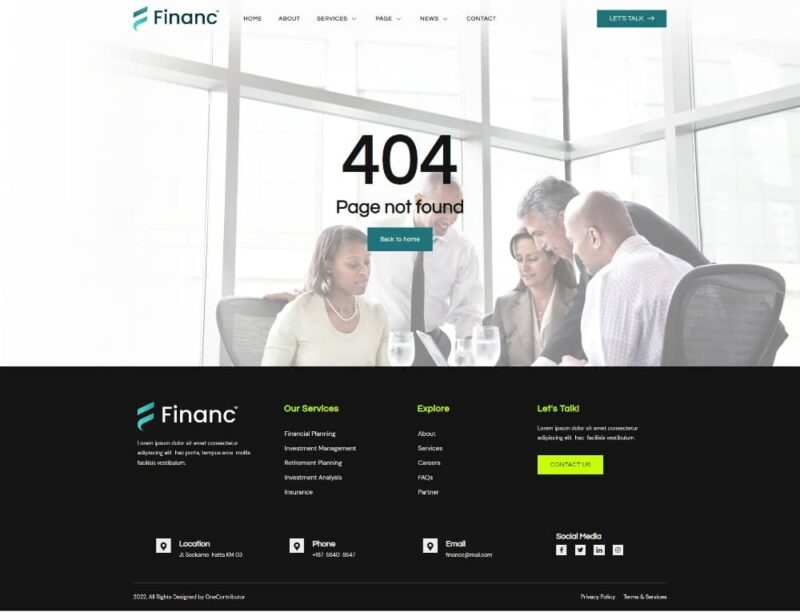 Financ
HOME ABOUT SERVICES PAGE NEWS CONTACT
LET'S TALK
404
Page not found
Back to home
Financ
Lorem ipsum dolor sit amet consectetur
adipiscing elit hac porta, tempus eros mollis
facilisis vestibulum.
Our Services
Financial Planning
Investment Management
Retirement Planning
Investment Analysis
Insurance
Explore
About
Services
Careers
FAQs
Partner
Let's Talk!
Lorem ipsum dolor sit amet consectetur
adipiscing elit hac facilisis vestibulum.
CONTACT US
Location
Jl. Soekarno hatta KM 03
Phone
Email
financ@mail.com
Social Media
2022, All Rights Designed by OneContributor
Privacy Policy Terms & Services